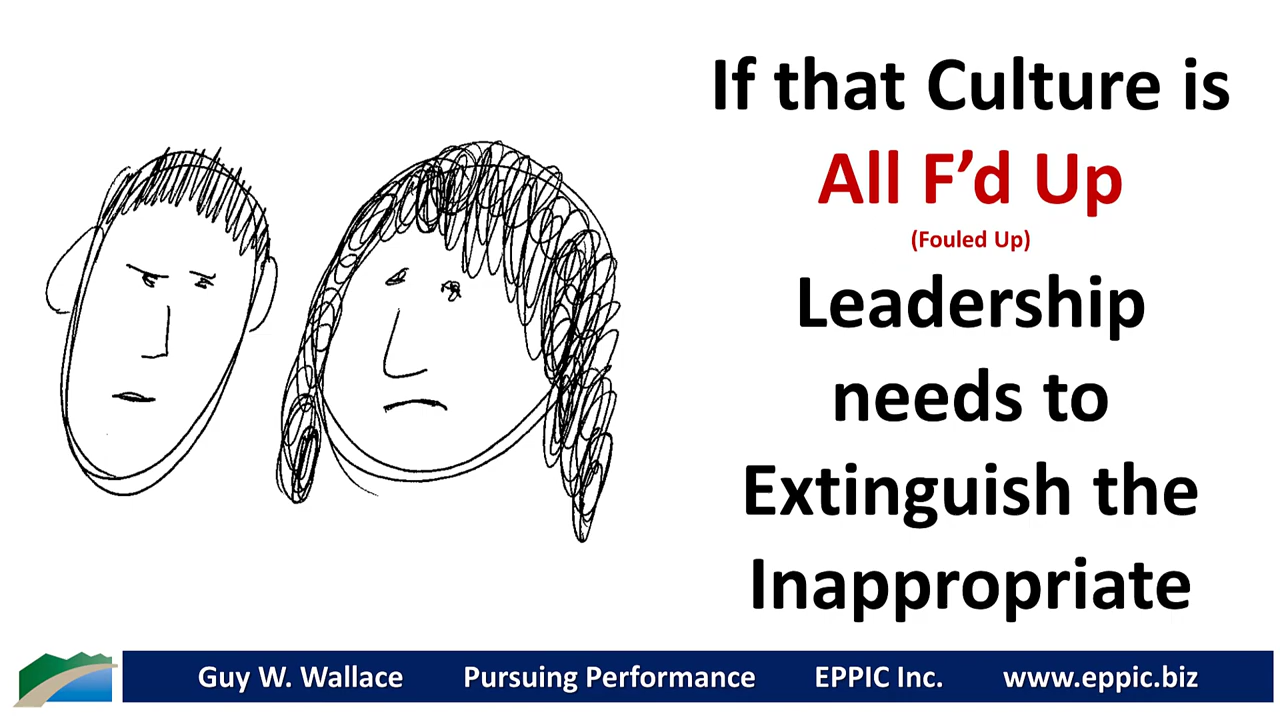 If that Culture is
All F’d Up
(Fouled Up)
Leadership
needs to
Extinguish the
Inappropriate
Guy W. Wallace Pursuing Performance EPPIC Inc. www.eppic.biz